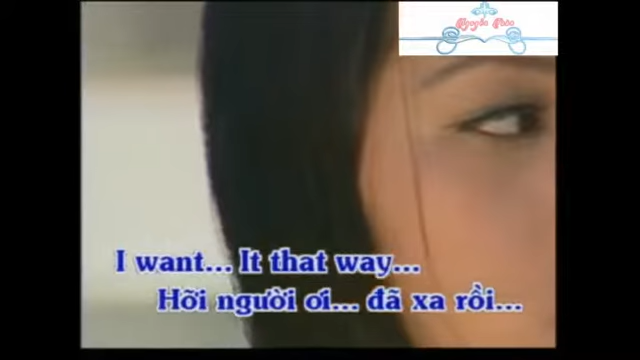 I want... It that way...
Hỡi người ơi... đã xa rồi...